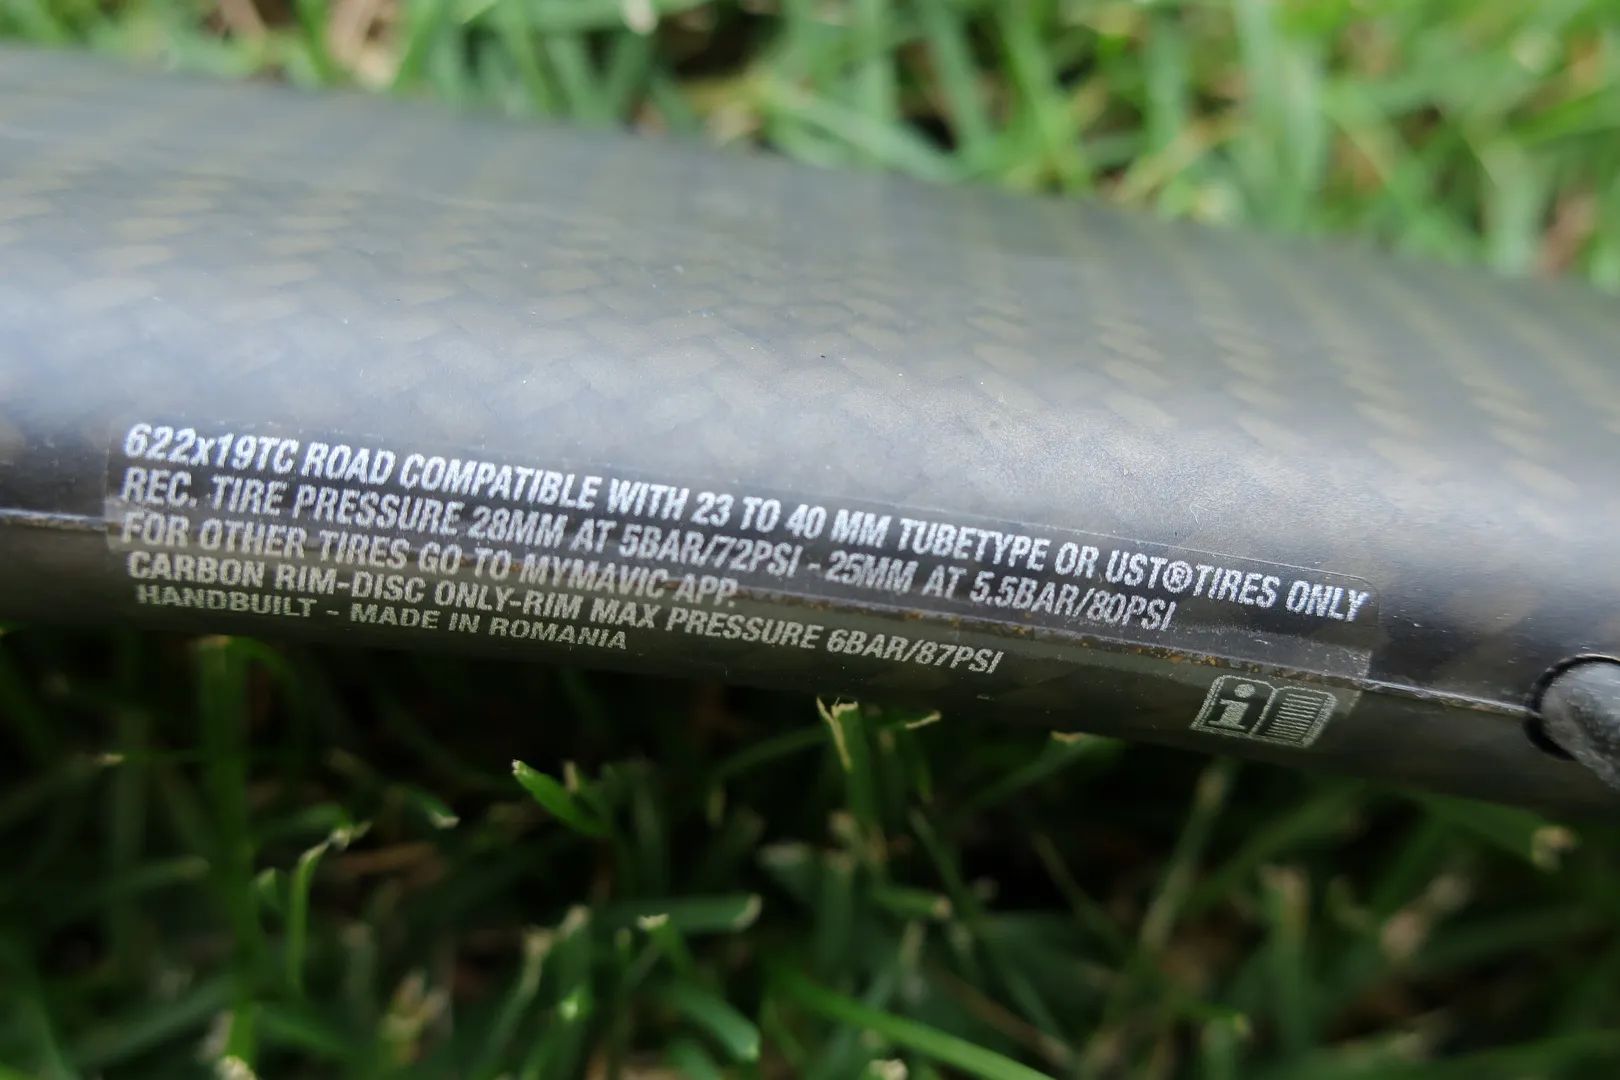 622x19TC ROAD COMPATIBLE WITH 23 TO 40 MM TUBETYPE OR UST®TIRES ONLY
REC. TIRE PRESSURE 28MM AT 5BAR/72PSI - 25MM AT 5.5BAR/80PSI
FOR OTHER TIRES GO TO MYMAVIC APP.
CARBON RIM-DISC ONLY-RIM MAX PRESSURE 6BAR/87PSI
HANDBUILT - MADE IN ROMANIA